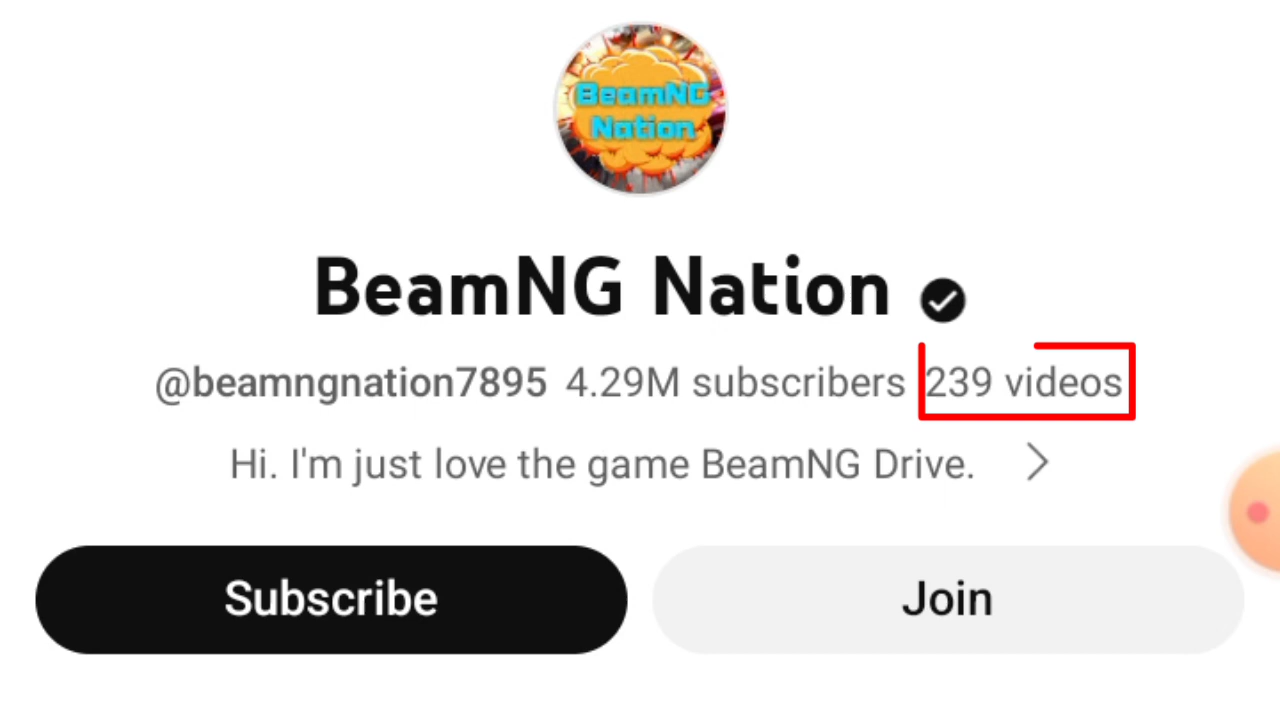 BeamNG
Nation
BeamNG Nation
@beamngnation7895 4.29M subscribers 239 videos
Hi. I'm just love the game BeamNG Drive.
Subscribe
Join